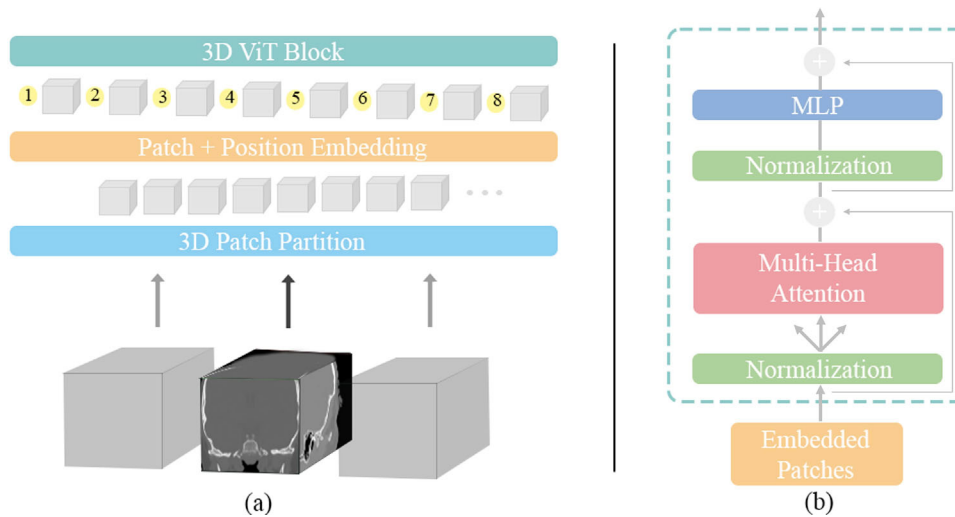 3D ViT Block
1 2 3 4 5 6 7 8
Patch + Position Embedding
3D Patch Partition
(a)
+
MLP
Normalization
+
Multi-Head
Attention
Normalization
Embedded
Patches
(b)